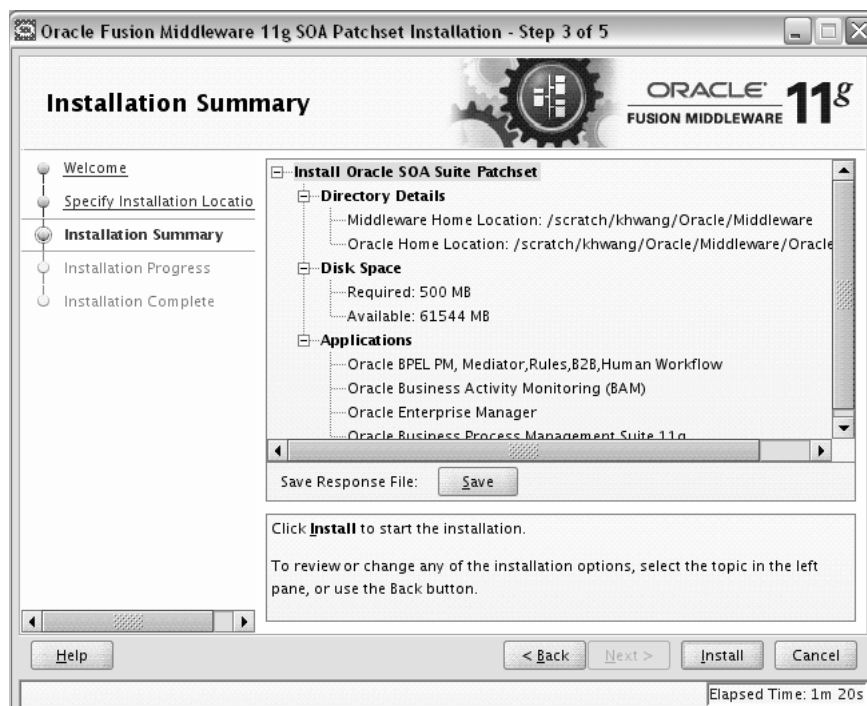 Oracle Fusion Middleware 11g SOA Patchset Installation - Step 3 of 5
Installation Summary
ORACLE
FUSION MIDDLEWARE
11g
Welcome
Specify Installation Locatio
Installation Summary
Installation Progress
Installation Complete
Install Oracle SOA Suite Patchset
Directory Details
Middleware Home Location: /scratch/khwang/Oracle/Middleware
Oracle Home Location: /scratch/khwang/Oracle/Middleware/Oracle
Disk Space
Required: 500 MB
Available: 61544 MB
Applications
Oracle BPEL PM, Mediator,Rules,B2B,Human Workflow
Oracle Business Activity Monitoring (BAM)
Oracle Enterprise Manager
Oracle Business Process Management Suite 11g
Save Response File: Save
Click Install to start the installation.
To review or change any of the installation options, select the topic in the left
pane, or use the Back button.
Help < Back Next > Install Cancel
Elapsed Time: 1m 20s